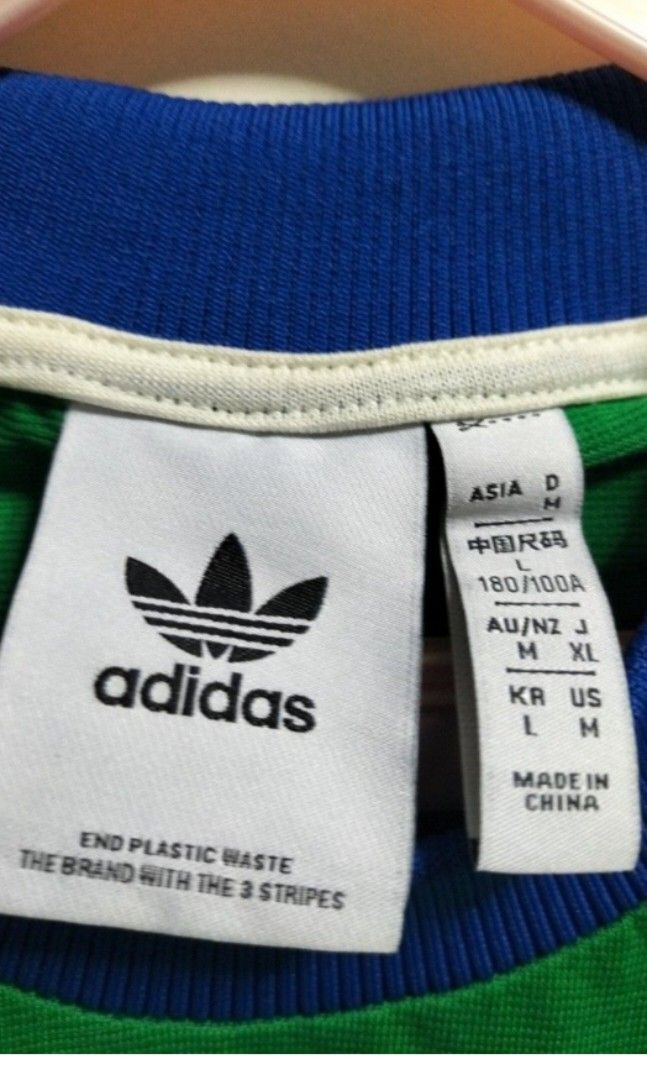 adidas
END PLASTIC WASTE
THE BRAND WITH THE 3 STRIPES
ASIA D
M
中国尺码
L
180/100A
AU/NZ J
M XL
KR US
L M
MADE IN
CHINA